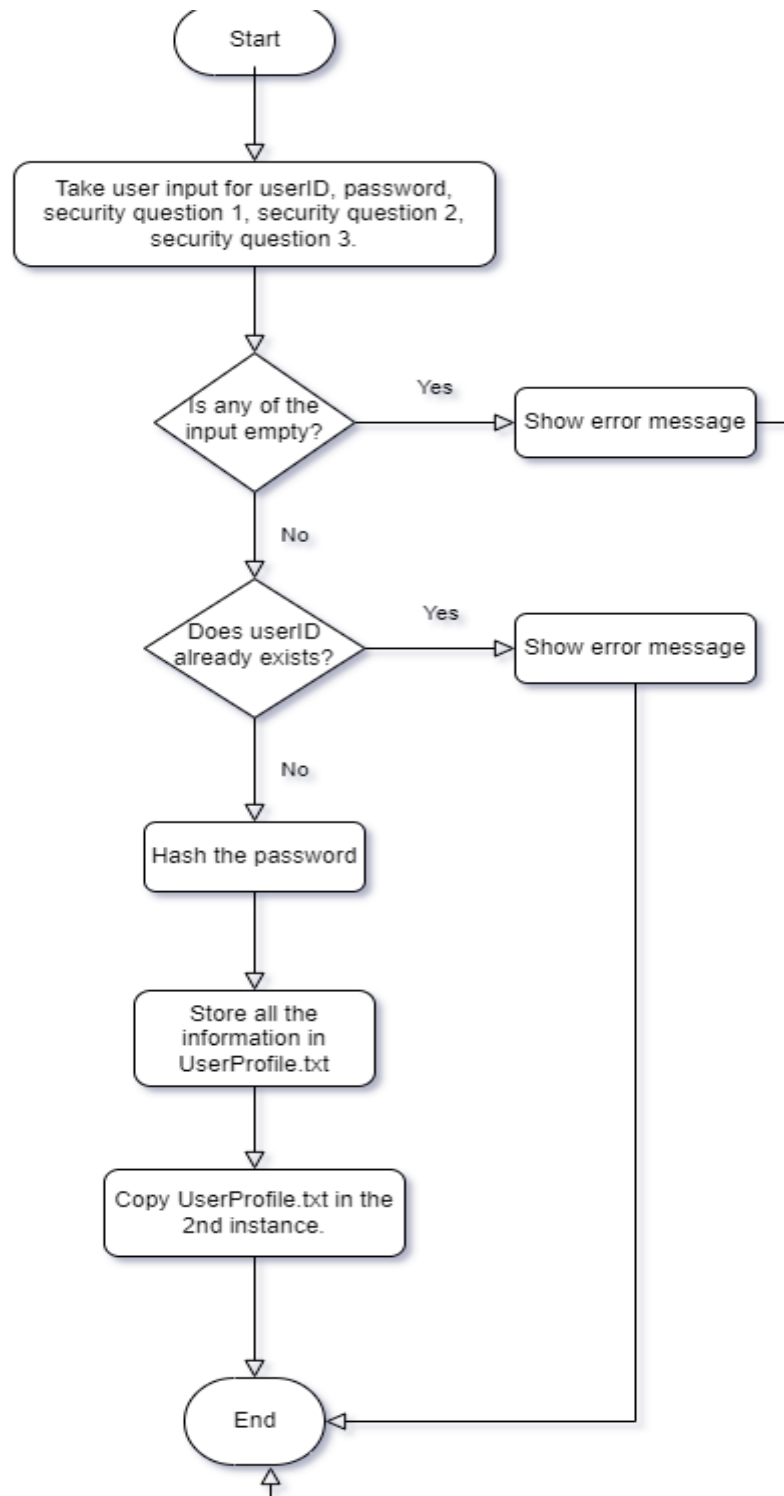 Start
Take user input for userID, password,
security question 1, security question 2,
security question 3.
Is any of the
input empty?
Yes
Show error message
No
Does userID
already exists?
Yes
Show error message
No
Hash the password
Store all the
information in
UserProfile.txt
Copy UserProfile.txt in the
2nd instance.
End